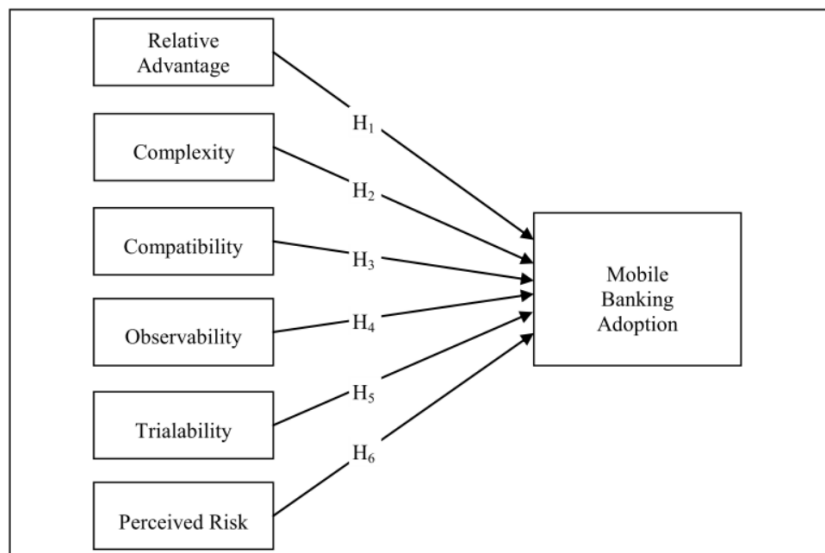 Relative
Advantage
H₁
Complexity
H₂
Compatibility
H₃
Mobile
Banking
Adoption
Observability
H₄
Trialability
H₅
Perceived Risk
H₆